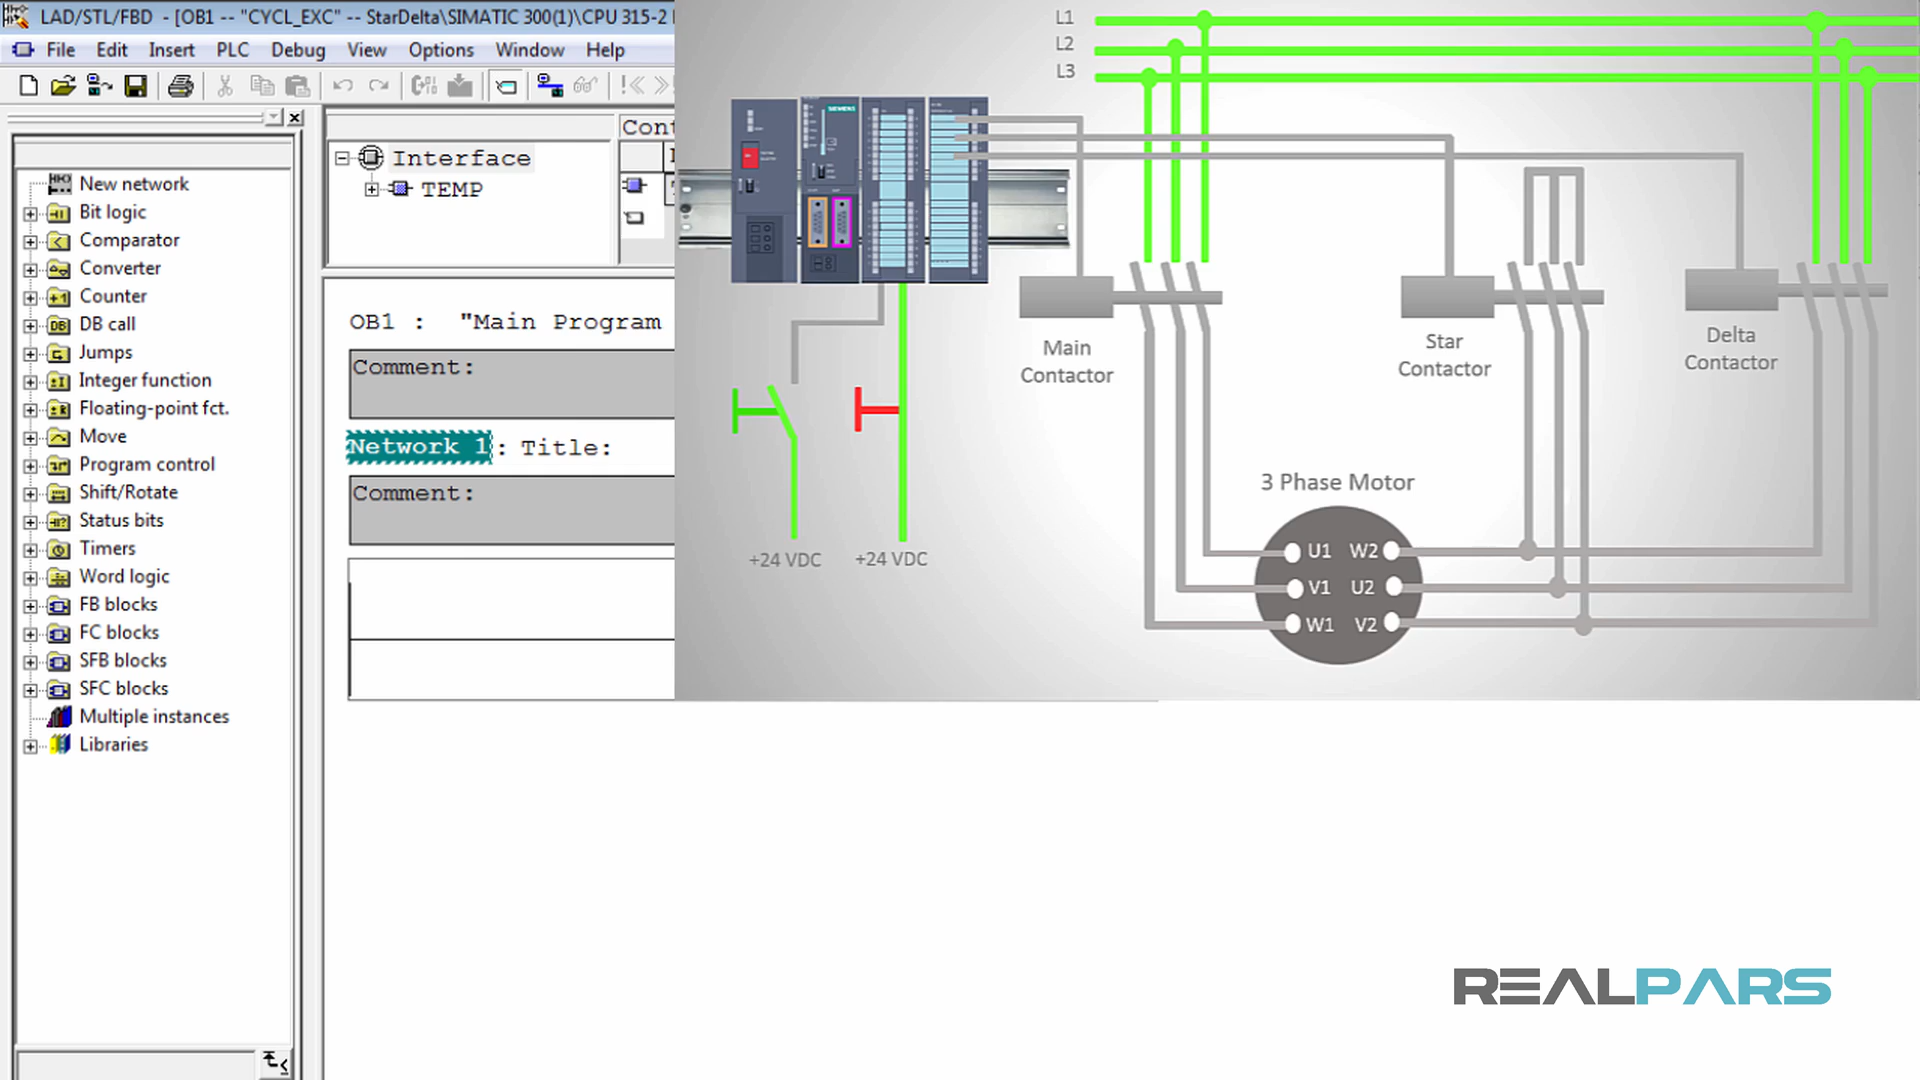 LAD/STL/FBD - [OB1 -- "CYCL_EXC" -- StarDelta\SIMATIC 300(1)\CPU 315-2
File Edit Insert PLC Debug View Options Window Help
New network
Bit logic
Comparator
Converter
Counter
DB call
Jumps
Integer function
Floating-point fct.
Move
Program control
Shift/Rotate
Status bits
Timers
Word logic
FB blocks
FC blocks
SFB blocks
SFC blocks
Multiple instances
Libraries
Interface
TEMP
Cont
OB1 : "Main Program
Comment:
Network 1: Title:
Comment:
L1
L2
L3
SIEMENS
Main
Contactor
Star
Contactor
Delta
Contactor
+24 VDC +24 VDC
3 Phase Motor
U1 W2
V1 U2
W1 V2
REALPARS